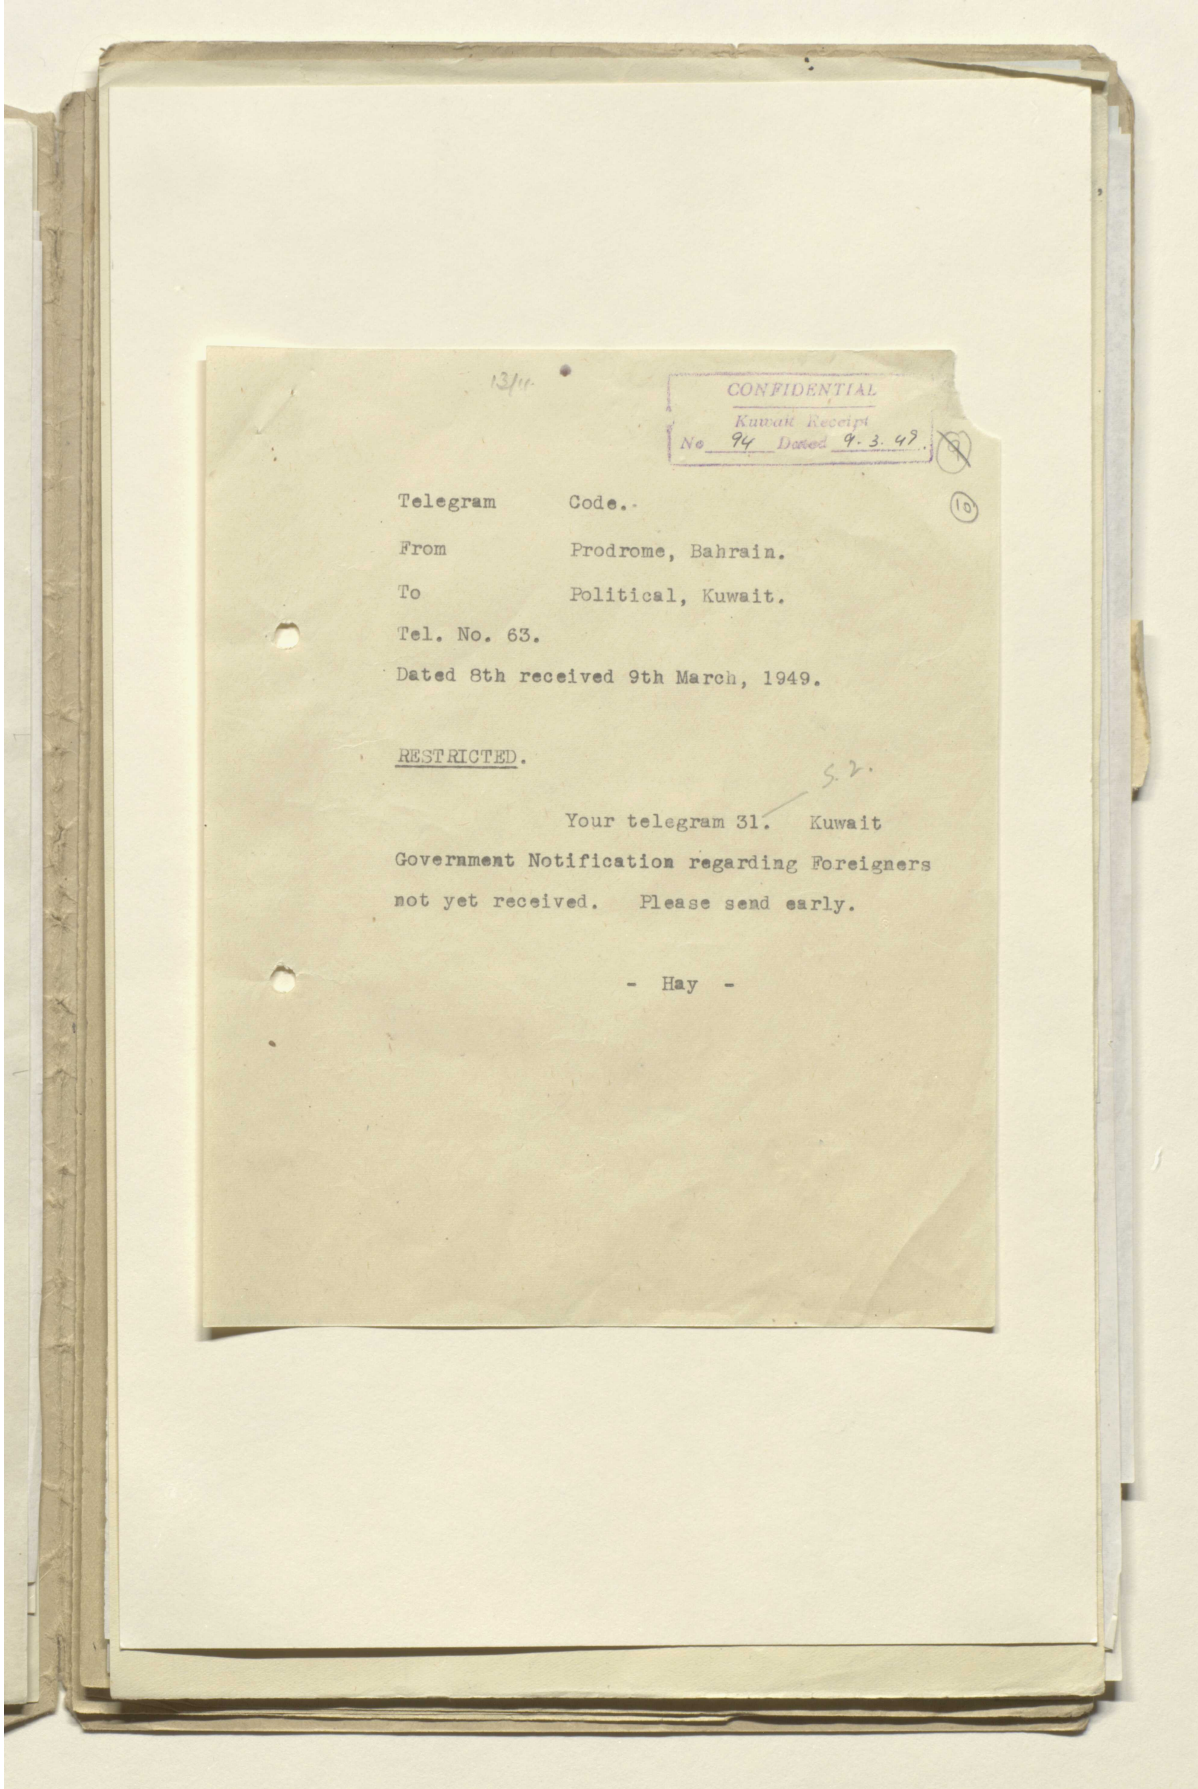 13/11
CONFIDENTIAL
Kuwait Receipt
No 94 Dated 9.3.49.
10
Telegram Code.-
From Prodrome, Bahrain.
To Political, Kuwait.
Tel. No. 63.
Dated 8th received 9th March, 1949.
RESTRICTED.
S.2.
Your telegram 31. Kuwait
Government Notification regarding Foreigners
not yet received. Please send early.
- Hay -